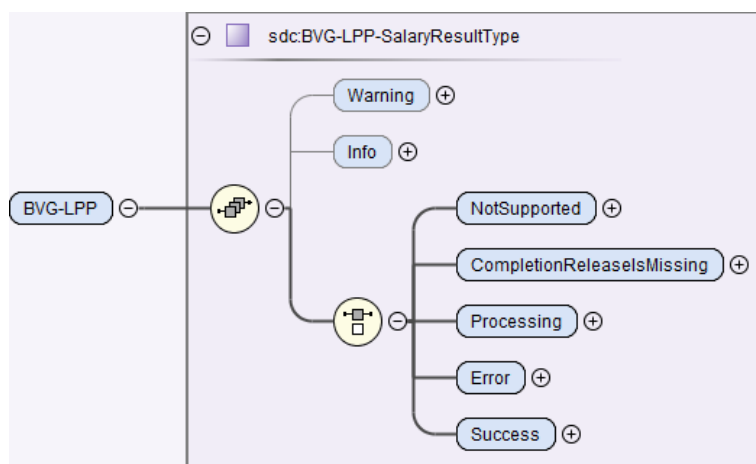 sdc:BVG-LPP-SalaryResultType
Warning
Info
BVG-LPP
NotSupported
CompletionReleaseIsMissing
Processing
Error
Success